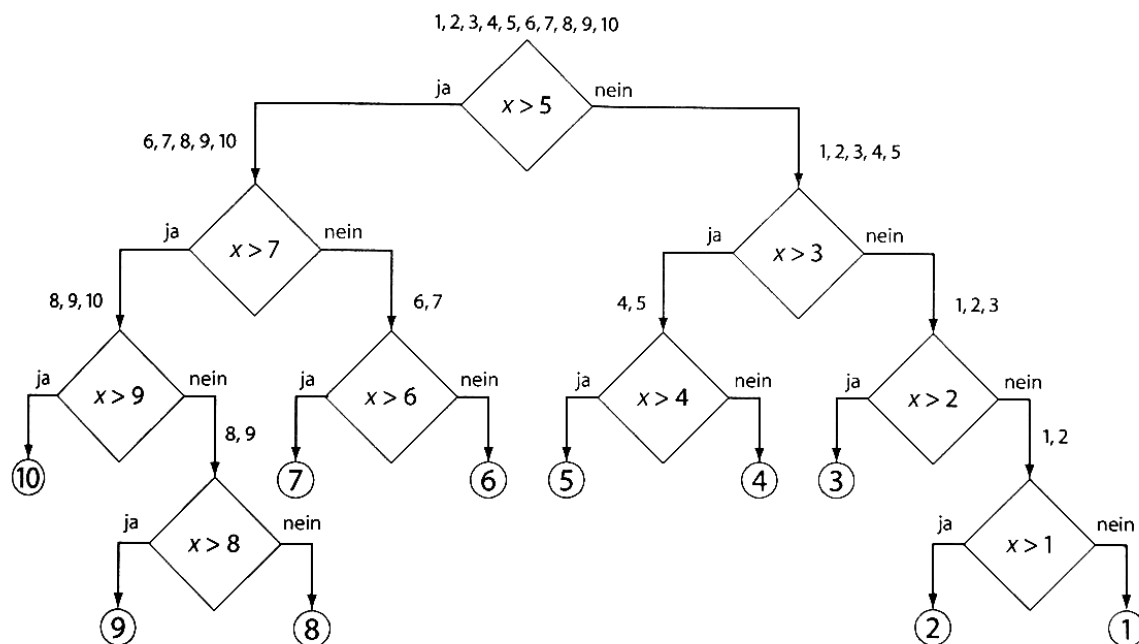 1, 2, 3, 4, 5, 6, 7, 8, 9, 10
ja
nein
x > 5
6, 7, 8, 9, 10
1, 2, 3, 4, 5
ja
nein
x > 7
ja
nein
x > 3
8, 9, 10
6, 7
4, 5
1, 2, 3
ja
nein
x > 9
ja
nein
x > 6
ja
nein
x > 4
ja
nein
x > 2
8, 9
1, 2
10
7
6
5
4
3
ja
nein
x > 8
ja
nein
x > 1
9
8
2
1